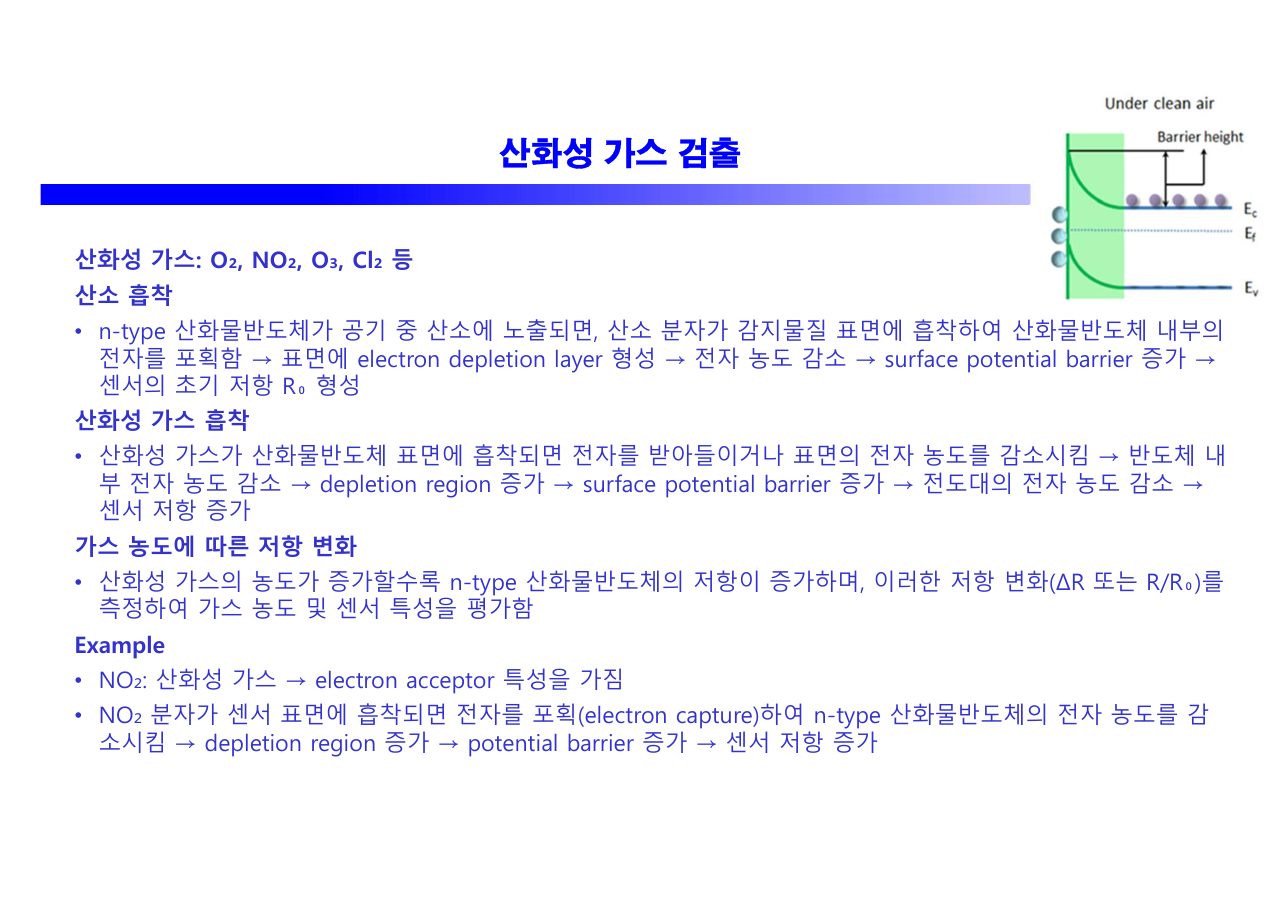 Under clean air
산화성 가스 검출
Barrier height
Ec
Ef
Ev
산화성 가스: O₂, NO₂, O₃, Cl₂ 등
산소 흡착
• n-type 산화물반도체가 공기 중 산소에 노출되면, 산소 분자가 감지물질 표면에 흡착하여 산화물반도체 내부의
전자를 포획함 → 표면에 electron depletion layer 형성 → 전자 농도 감소 → surface potential barrier 증가 →
센서의 초기 저항 R₀ 형성
산화성 가스 흡착
• 산화성 가스가 산화물반도체 표면에 흡착되면 전자를 받아들이거나 표면의 전자 농도를 감소시킴 → 반도체 내
부 전자 농도 감소 → depletion region 증가 → surface potential barrier 증가 → 전도대의 전자 농도 감소 →
센서 저항 증가
가스 농도에 따른 저항 변화
• 산화성 가스의 농도가 증가할수록 n-type 산화물반도체의 저항이 증가하며, 이러한 저항 변화(ΔR 또는 R/R₀)를
측정하여 가스 농도 및 센서 특성을 평가함
Example
• NO₂: 산화성 가스 → electron acceptor 특성을 가짐
• NO₂ 분자가 센서 표면에 흡착되면 전자를 포획(electron capture)하여 n-type 산화물반도체의 전자 농도를 감
소시킴 → depletion region 증가 → potential barrier 증가 → 센서 저항 증가